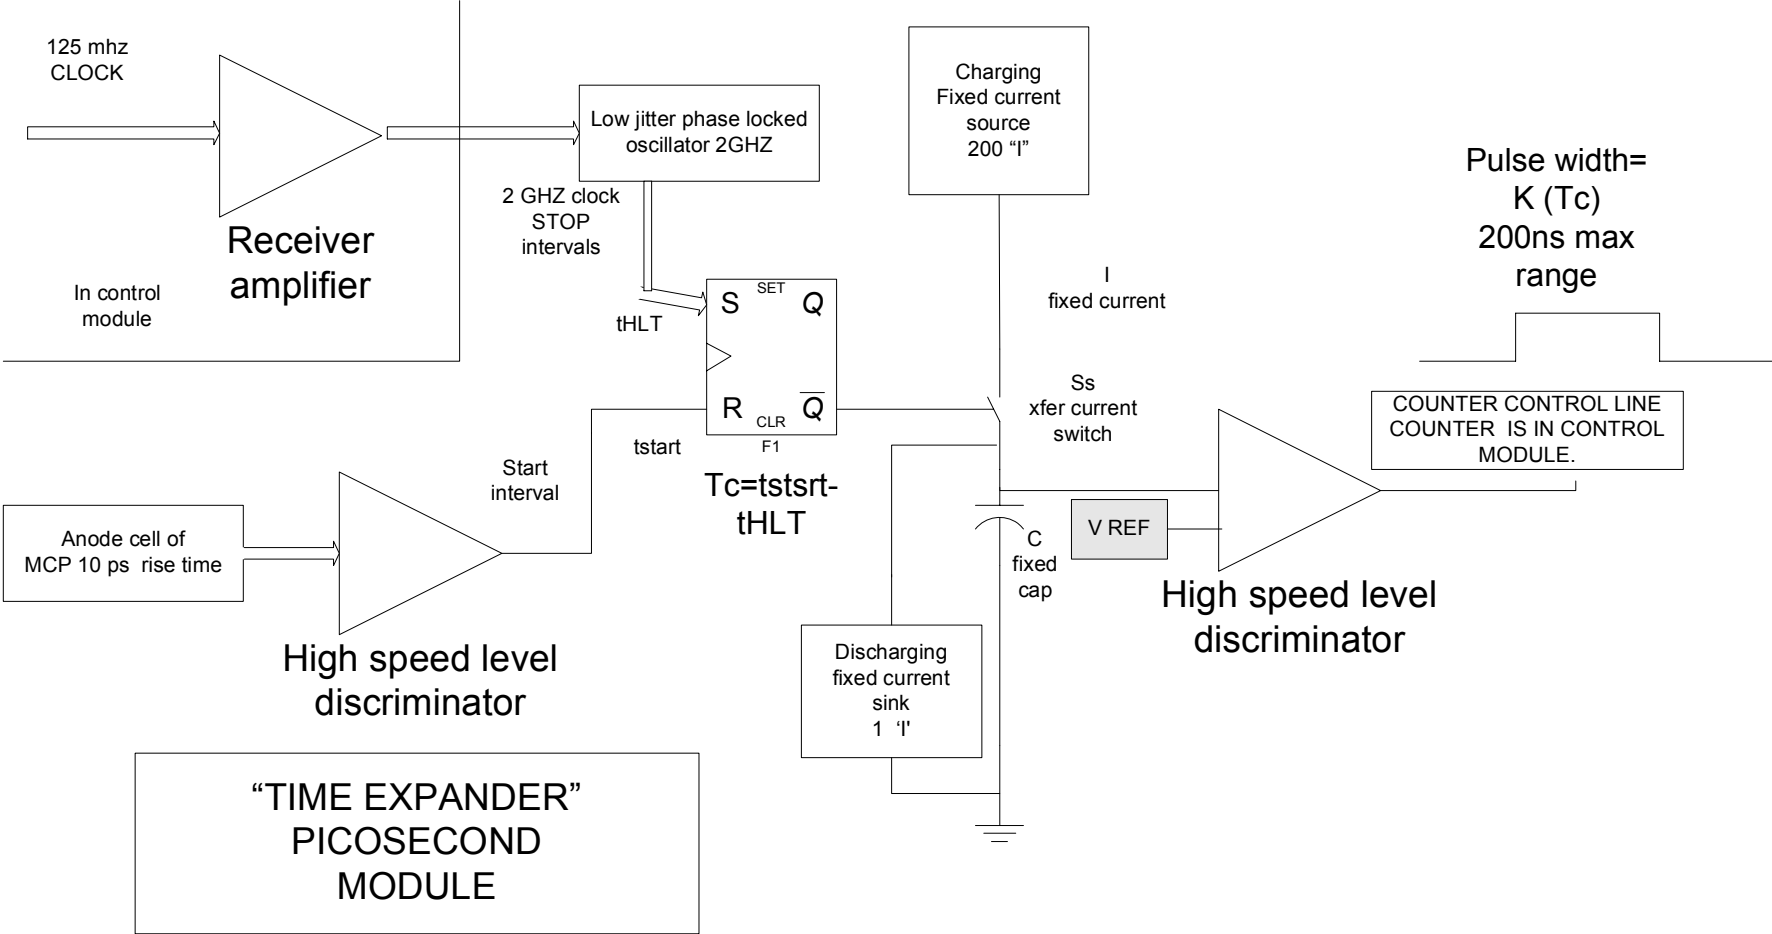 125 mhz
CLOCK
Receiver
amplifier
In control
module
Low jitter phase locked
oscillator 2GHZ
2 GHZ clock
STOP
intervals
tHLT
S
SET
Q
R
CLR
Q
F1
tstart
Tc=tstsrt-
tHLT
Start
interval
Anode cell of
MCP 10 ps rise time
High speed level
discriminator
Charging
Fixed current
source
200 “I”
I
fixed current
Ss
xfer current
switch
C
fixed
cap
V REF
Discharging
fixed current
sink
1 ‘I'
High speed level
discriminator
Pulse width=
K (Tc)
200ns max
range
COUNTER CONTROL LINE
COUNTER IS IN CONTROL
MODULE.
“TIME EXPANDER”
PICOSECOND
MODULE